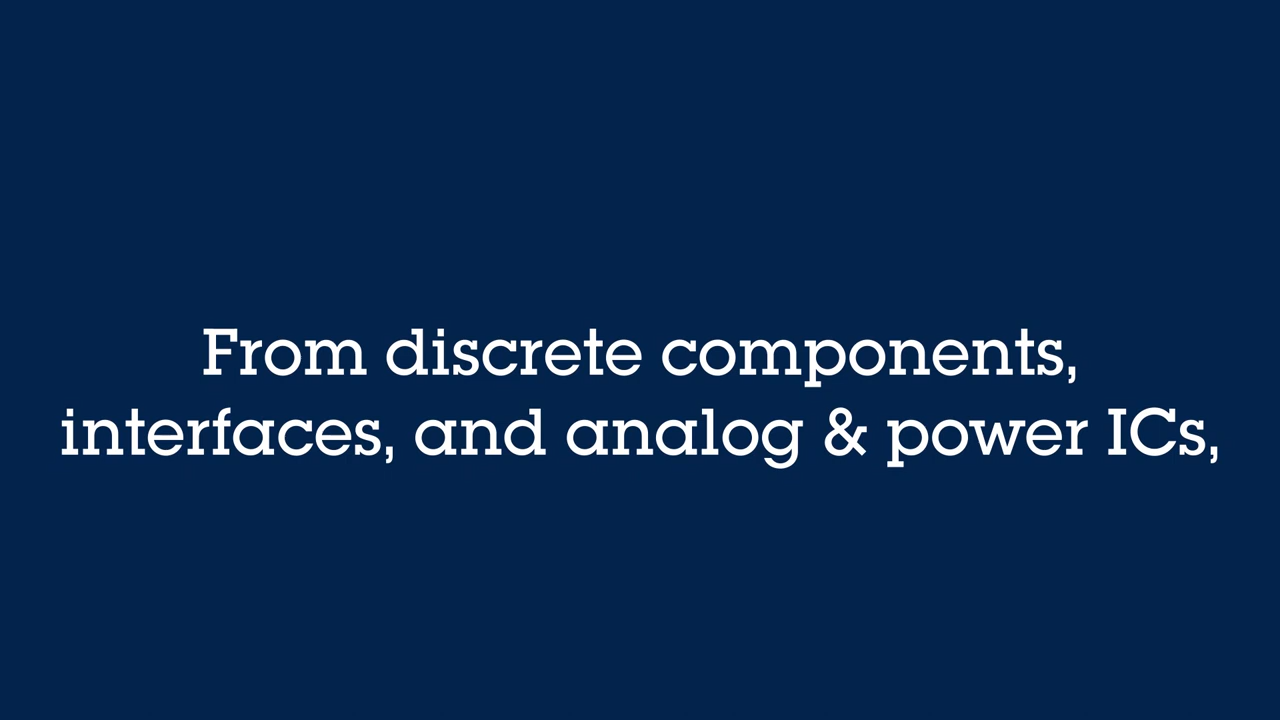 From discrete components,
interfaces, and analog & power ICs,